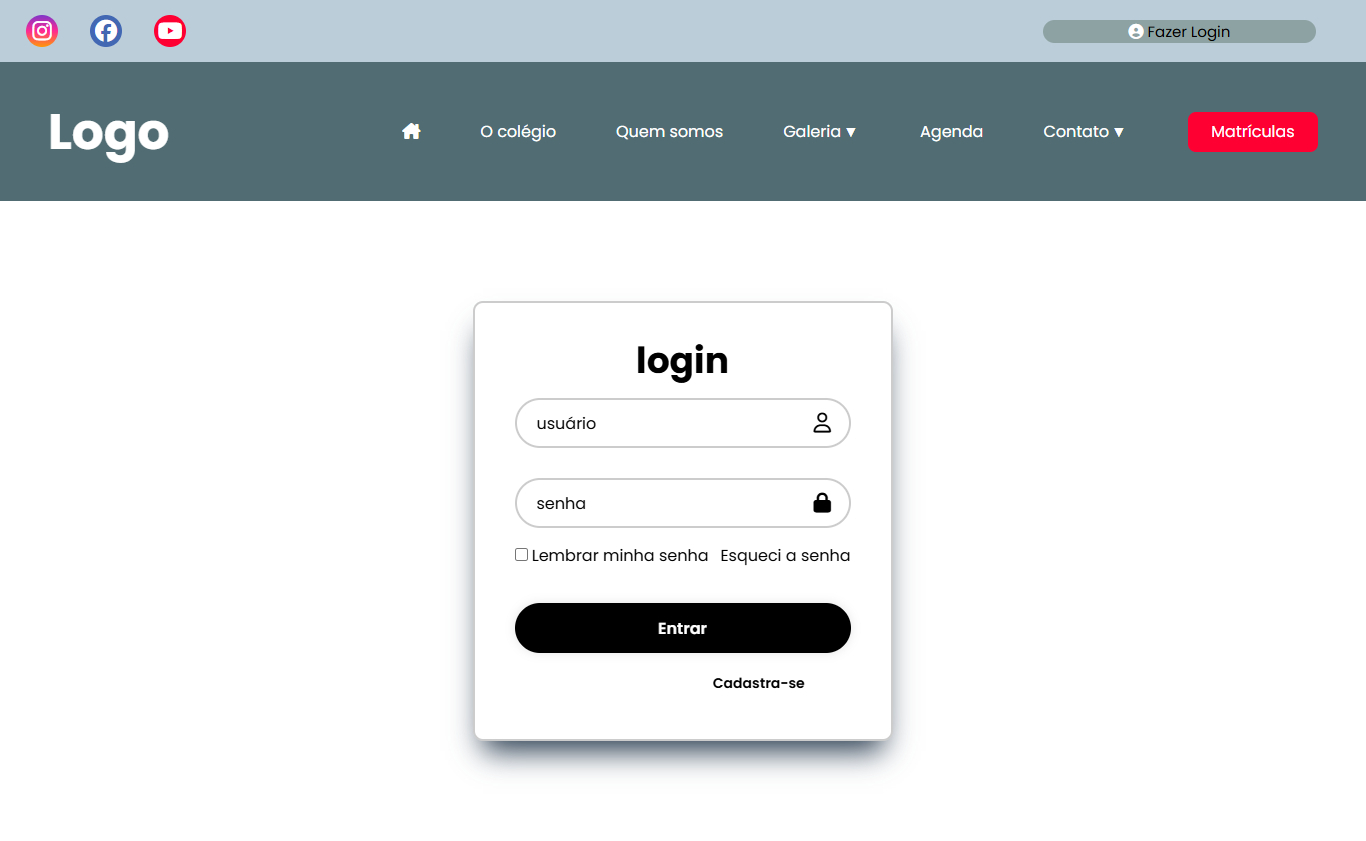 Fazer Login
Logo
O colégio
Quem somos
Galeria ▼
Agenda
Contato ▼
Matrículas
login
usuário
senha
Lembrar minha senha Esqueci a senha
Entrar
Cadastra-se